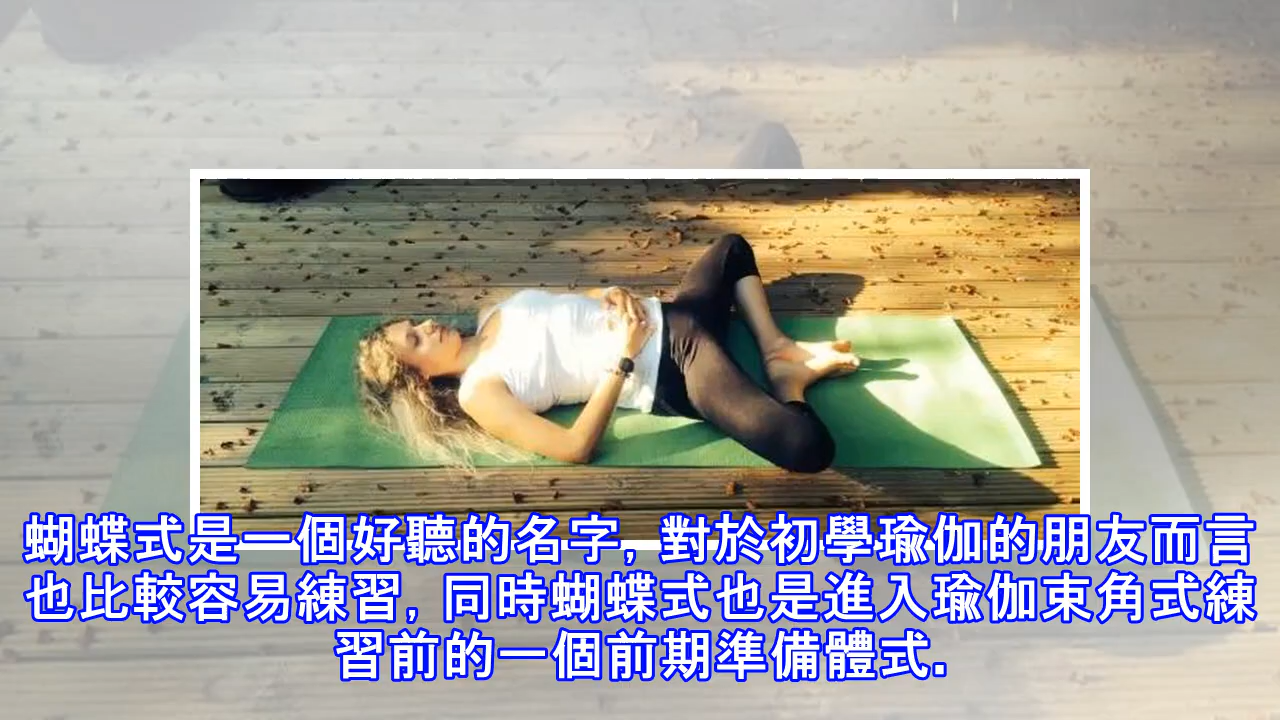 蝴蝶式是一個好聽的名字, 對於初學瑜伽的朋友而言
也比較容易練習, 同時蝴蝶式也是進入瑜伽束角式練
習前的一個前期準備體式.